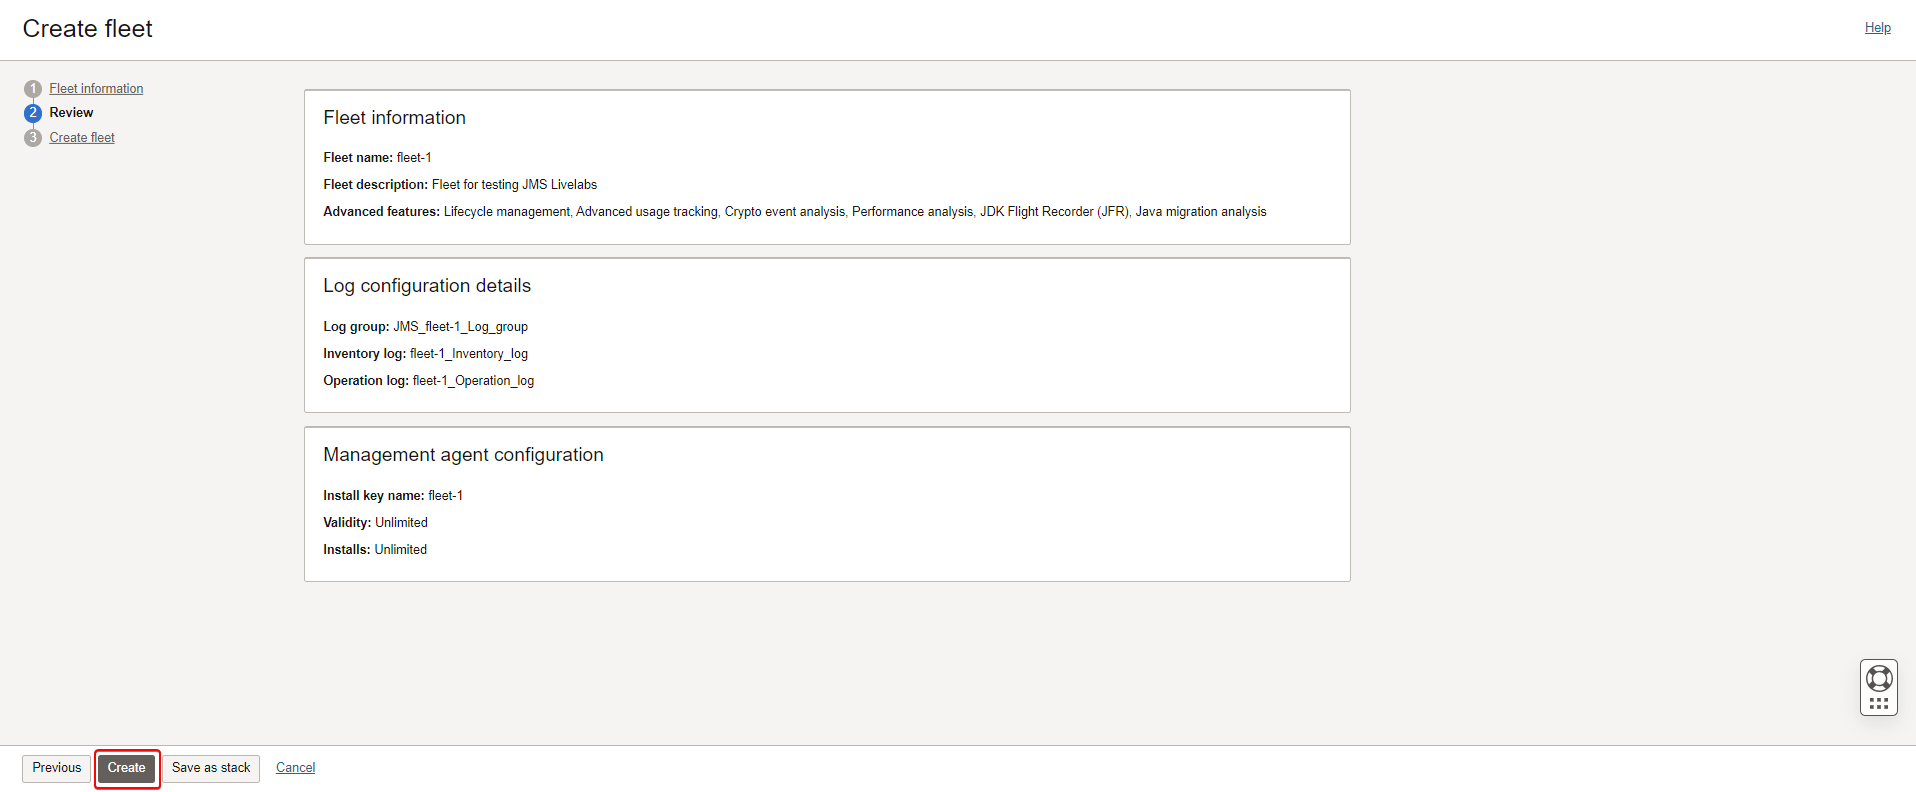 Create fleet
Help
1 Fleet information
2 Review
3 Create fleet
Fleet information
Fleet name: fleet-1
Fleet description: Fleet for testing JMS Livelabs
Advanced features: Lifecycle management, Advanced usage tracking, Crypto event analysis, Performance analysis, JDK Flight Recorder (JFR), Java migration analysis
Log configuration details
Log group: JMS_fleet-1_Log_group
Inventory log: fleet-1_Inventory_log
Operation log: fleet-1_Operation_log
Management agent configuration
Install key name: fleet-1
Validity: Unlimited
Installs: Unlimited
Previous Create Save as stack Cancel